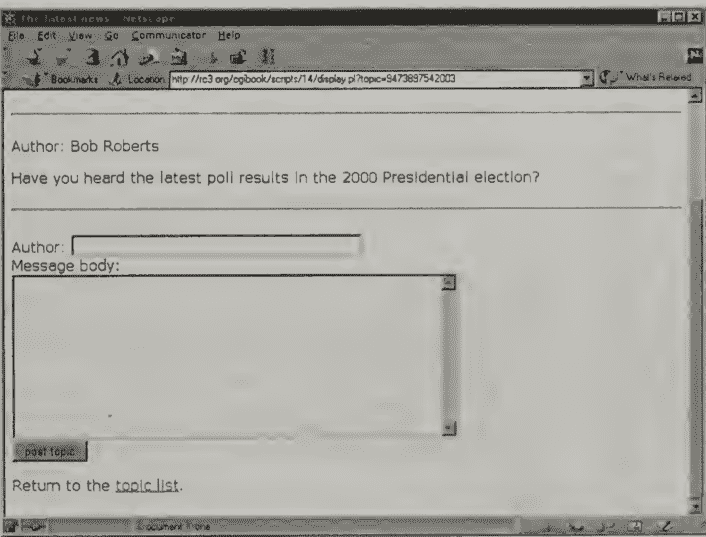 The latest news - Netscape
File Edit View Go Communicator Help
Bookmarks Location: http://rc3.org/cgibook/scripts/14/display.pl?topic=9473897542003 What's Related
Author: Bob Roberts
Have you heard the latest poll results in the 2000 Presidential election?
Author:
Message body:
post topic
Return to the topic list.
Document: Done